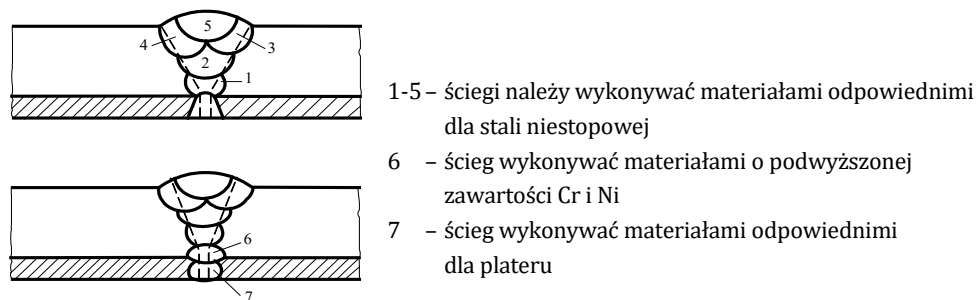 5
4
3
2
1
1-5 – ściegi należy wykonywać materiałami odpowiednimi
dla stali niestopowej
6 – ścieg wykonywać materiałami o podwyższonej
zawartości Cr i Ni
7 – ścieg wykonywać materiałami odpowiednimi
dla plateru
6
7